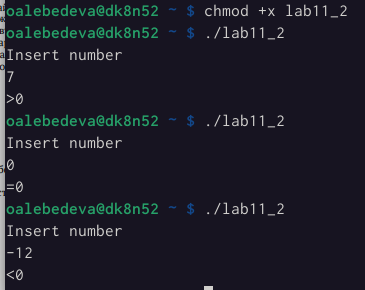 oalebedeva@dk8n52 ~ $ chmod +x lab11_2
oalebedeva@dk8n52 ~ $ ./lab11_2
Insert number
7
>0
oalebedeva@dk8n52 ~ $ ./lab11_2
Insert number
0
=0
oalebedeva@dk8n52 ~ $ ./lab11_2
Insert number
-12
<0